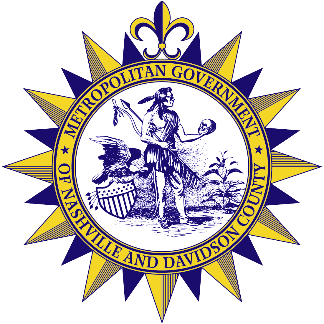 METROPOLITAN GOVERNMENT
OF NASHVILLE AND DAVIDSON COUNTY